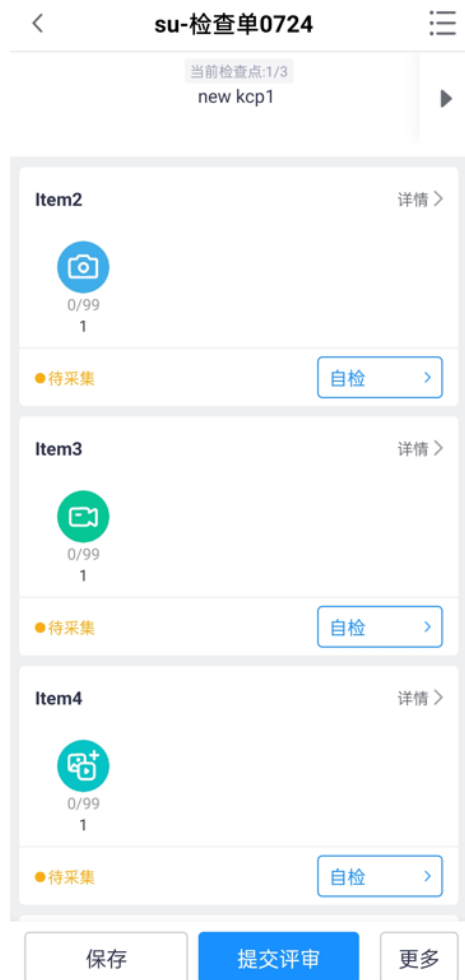 su-检查单0724
当前检查点:1/3
new kcp1
Item2
详情
0/99
1
待采集
自检
Item3
详情
0/99
1
待采集
自检
Item4
详情
0/99
1
待采集
自检
保存
提交评审
更多